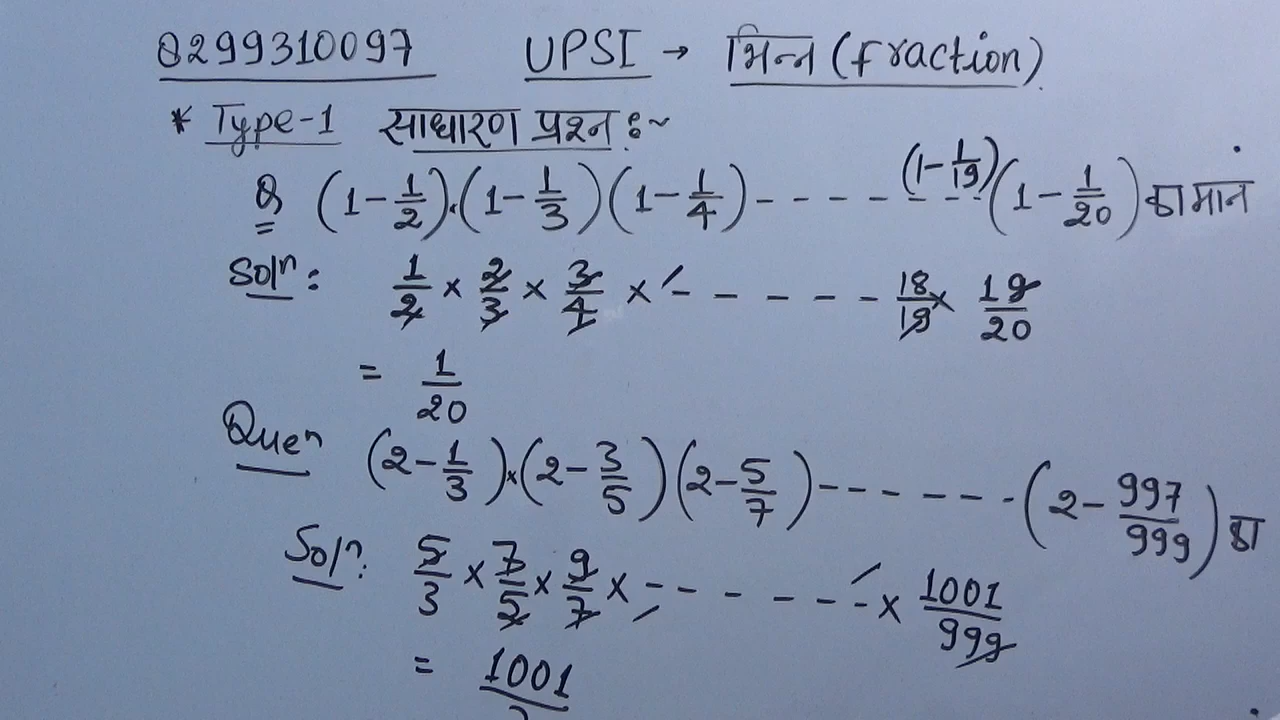 8299310097 UPSI → भिन्न (Fraction)
* Type-1 साधारण प्रश्न :~
Q (1-1/2).(1-1/3)(1-1/4)-------(1-1/19)(1-1/20) का मान
Solⁿ: 1/2 × 2/3 × 3/4 × ------ 18/19 × 19/20
= 1/20
Queⁿ (2-1/3)×(2-3/5)(2-5/7)-------(2-997/999) का
Solⁿ: 5/3 × 7/5 × 9/7 × ------- × 1001/999
= 1001/